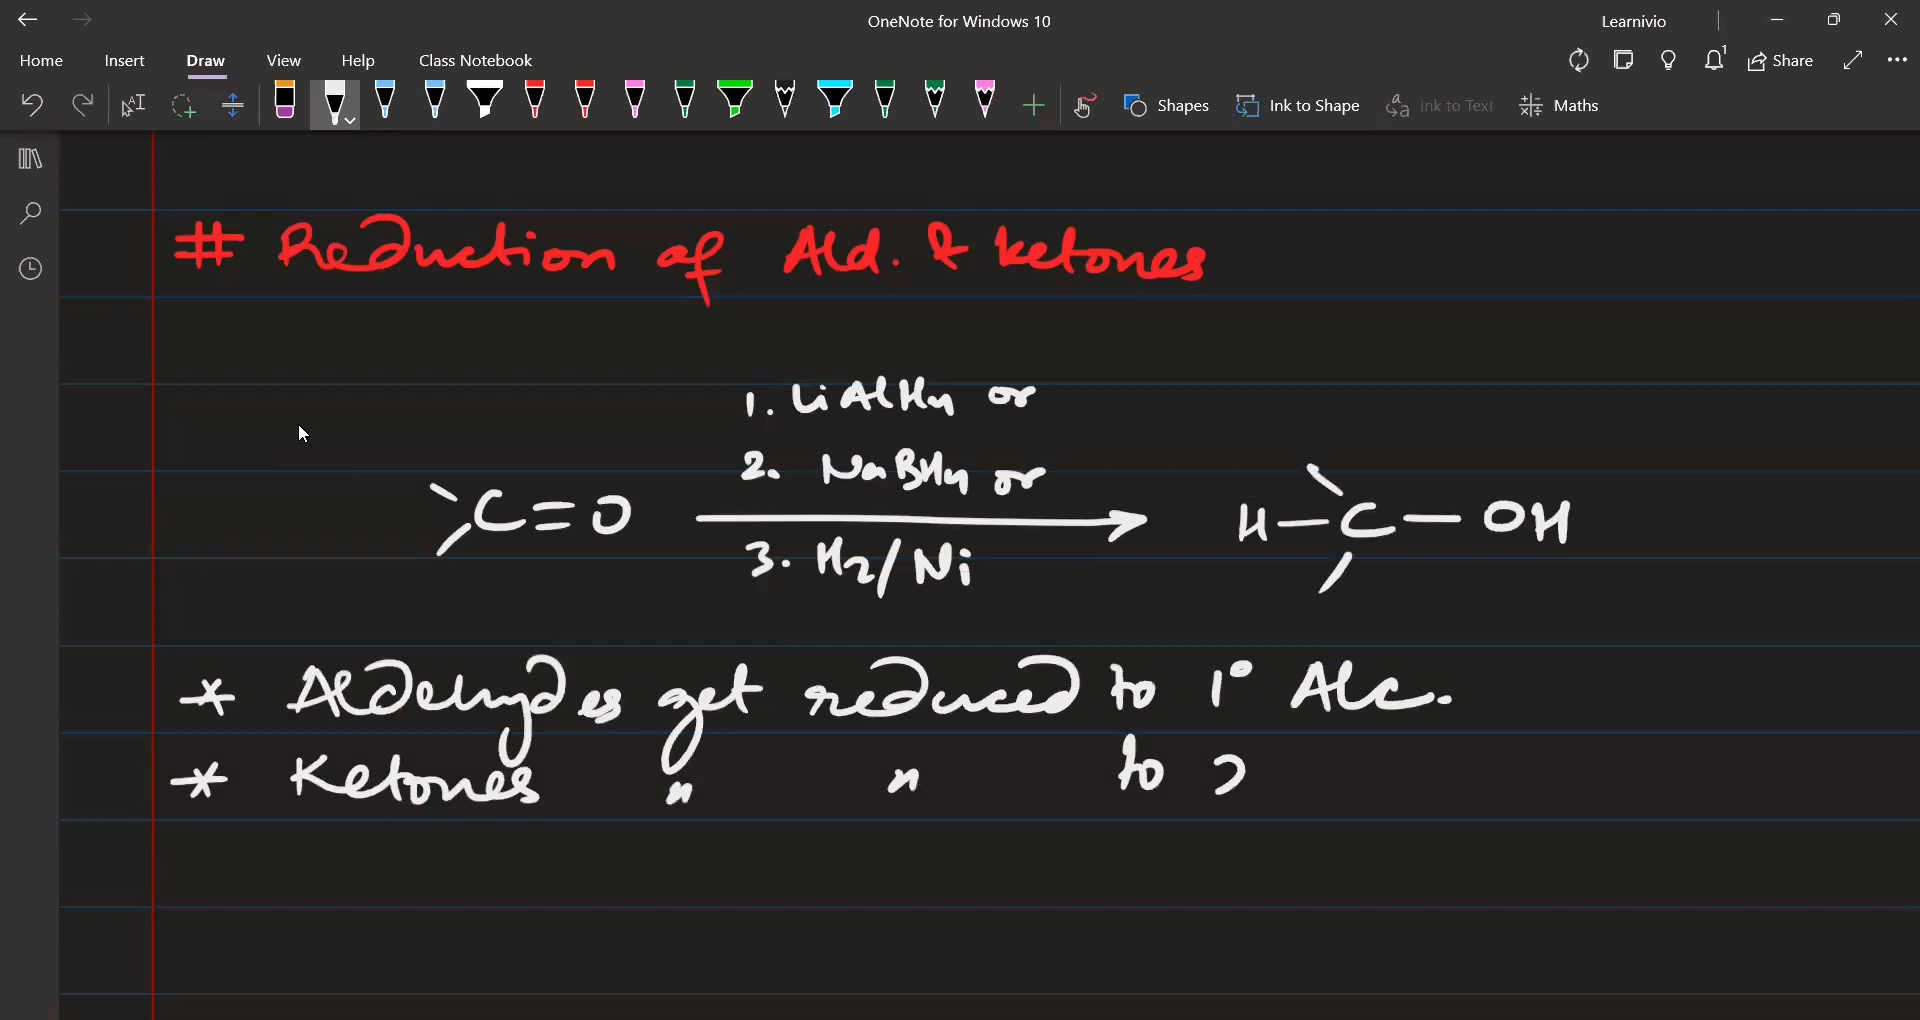 OneNote for Windows 10
Learnivio
Home Insert Draw View Help Class Notebook
1 Share
Shapes Ink to Shape Ink to Text Maths
# Reduction of Ald. & ketones
1. LiAlH4 or
2. NaBH4 or
C=O H-C-OH
3. H2/Ni
* Aldehydes get reduced to 1° Alc.
* Ketones " " to